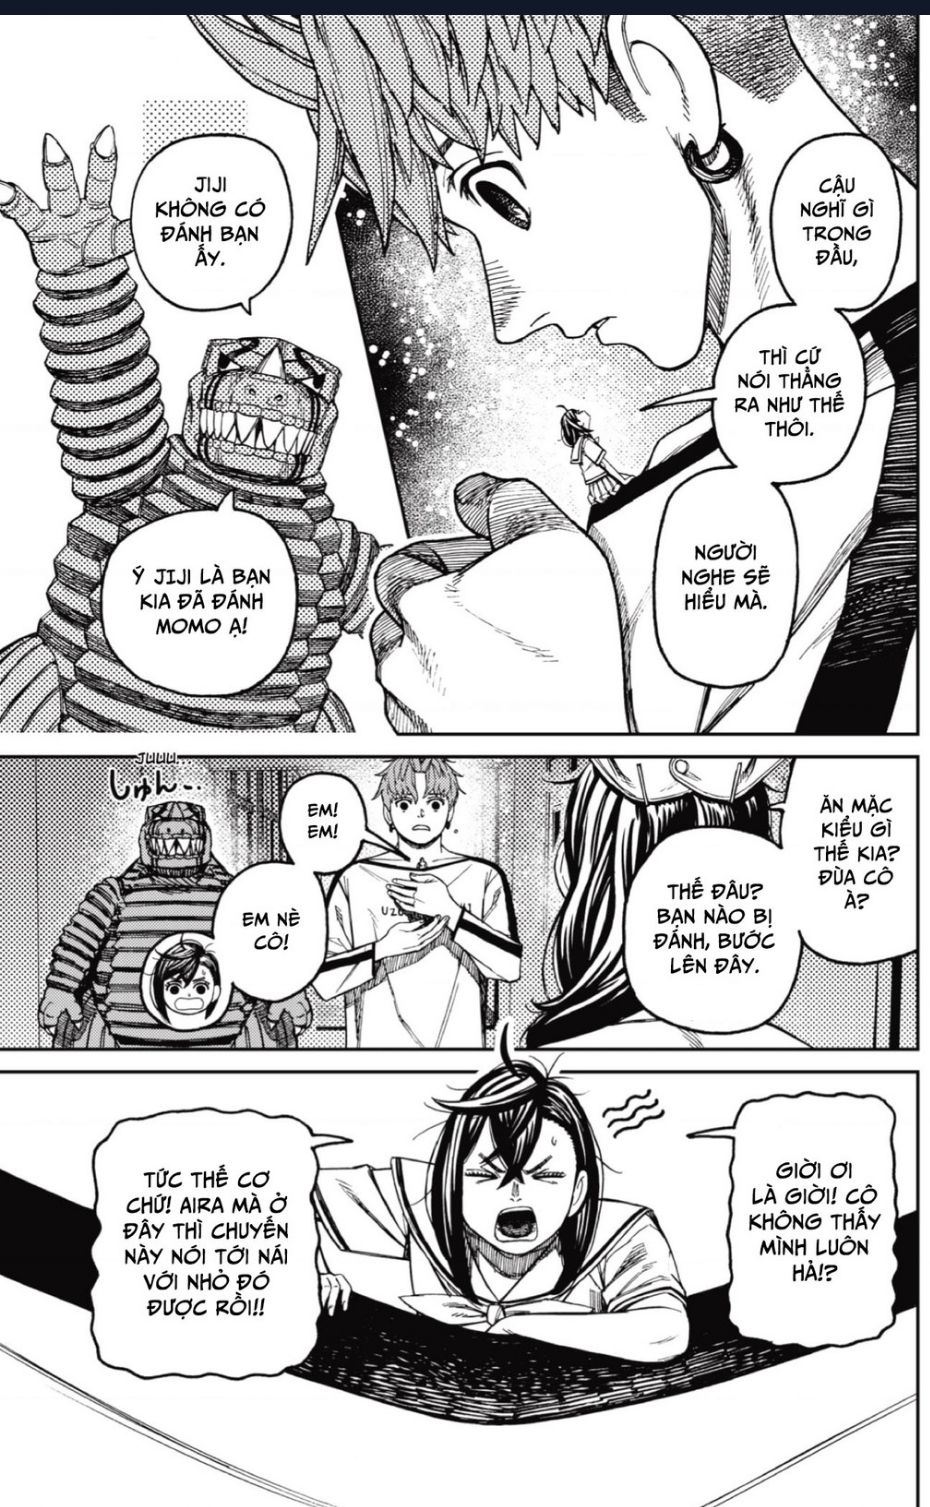 CẬU
NGHĨ GÌ
TRONG
ĐẦU,
THÌ CỨ
NÓI THẲNG
RA NHƯ THẾ
THÔI.
NGƯỜI
NGHE SẼ
HIỂU MÀ.
JIJI
KHÔNG CÓ
ĐÁNH BẠN
ẤY.
Ý JIJI LÀ BẠN
KIA ĐÃ ĐÁNH
MOMO Ạ!
ĂN MẶC
KIỂU GÌ
THẾ KIA?
ĐÙA CÔ
À?
THẾ ĐÂU?
BẠN NÀO BỊ
ĐÁNH, BƯỚC
LÊN ĐÂY.
EM!
EM!
EM NÈ
CÔ!
JUUU...
しゅん...
GIỜI ƠI
LÀ GIỜI! CÔ
KHÔNG THẤY
MÌNH LUÔN
HẢ!?
TỨC THẾ CƠ
CHỨ! AIRA MÀ Ở
ĐÂY THÌ CHUYẾN
NÀY NÓI TỚI NÁI
VỚI NHỎ ĐÓ
ĐƯỢC RỒI!!